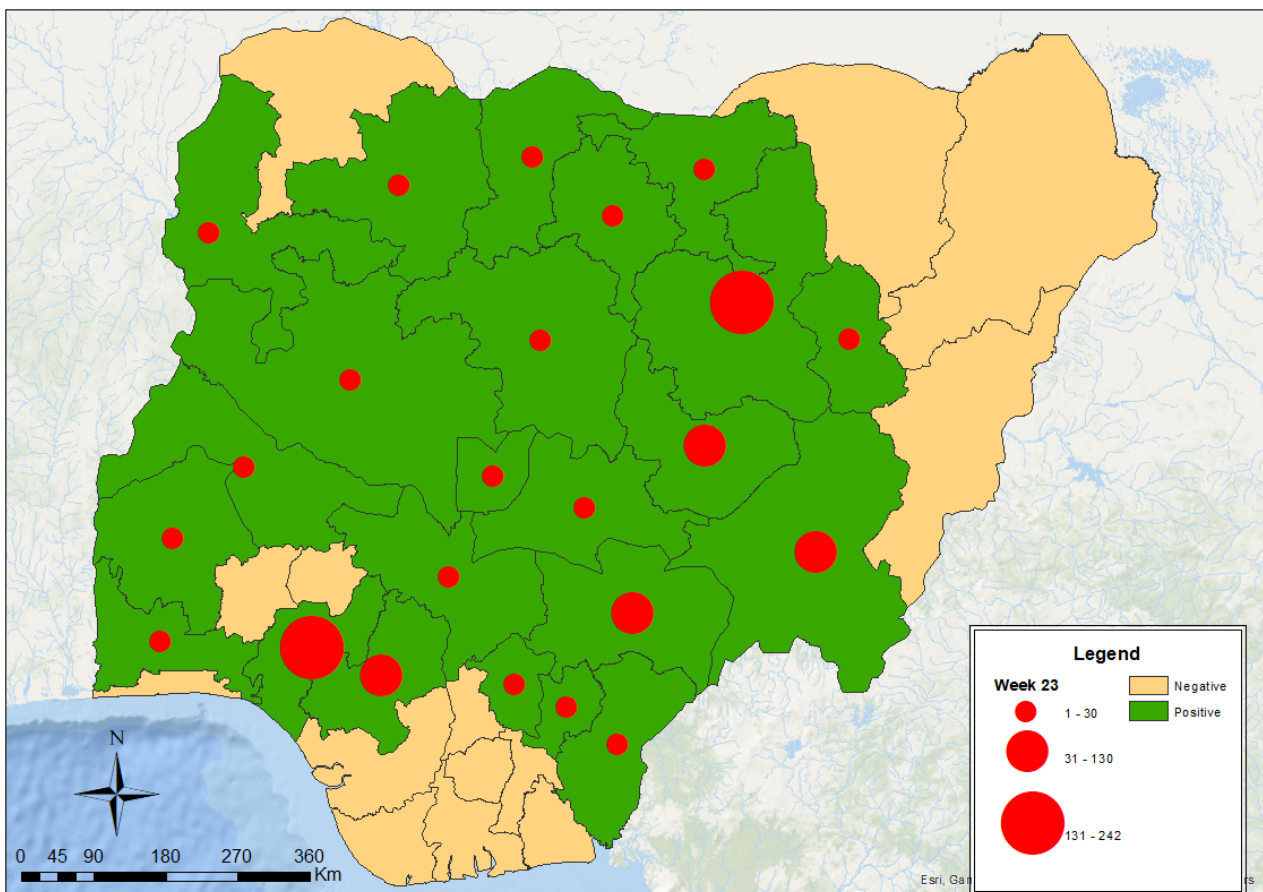 Legend
Week 23
1 - 30
31 - 130
131 - 242
Negative
Positive
N
0 45 90 180 270 360
Km
Esri, Gar
rs